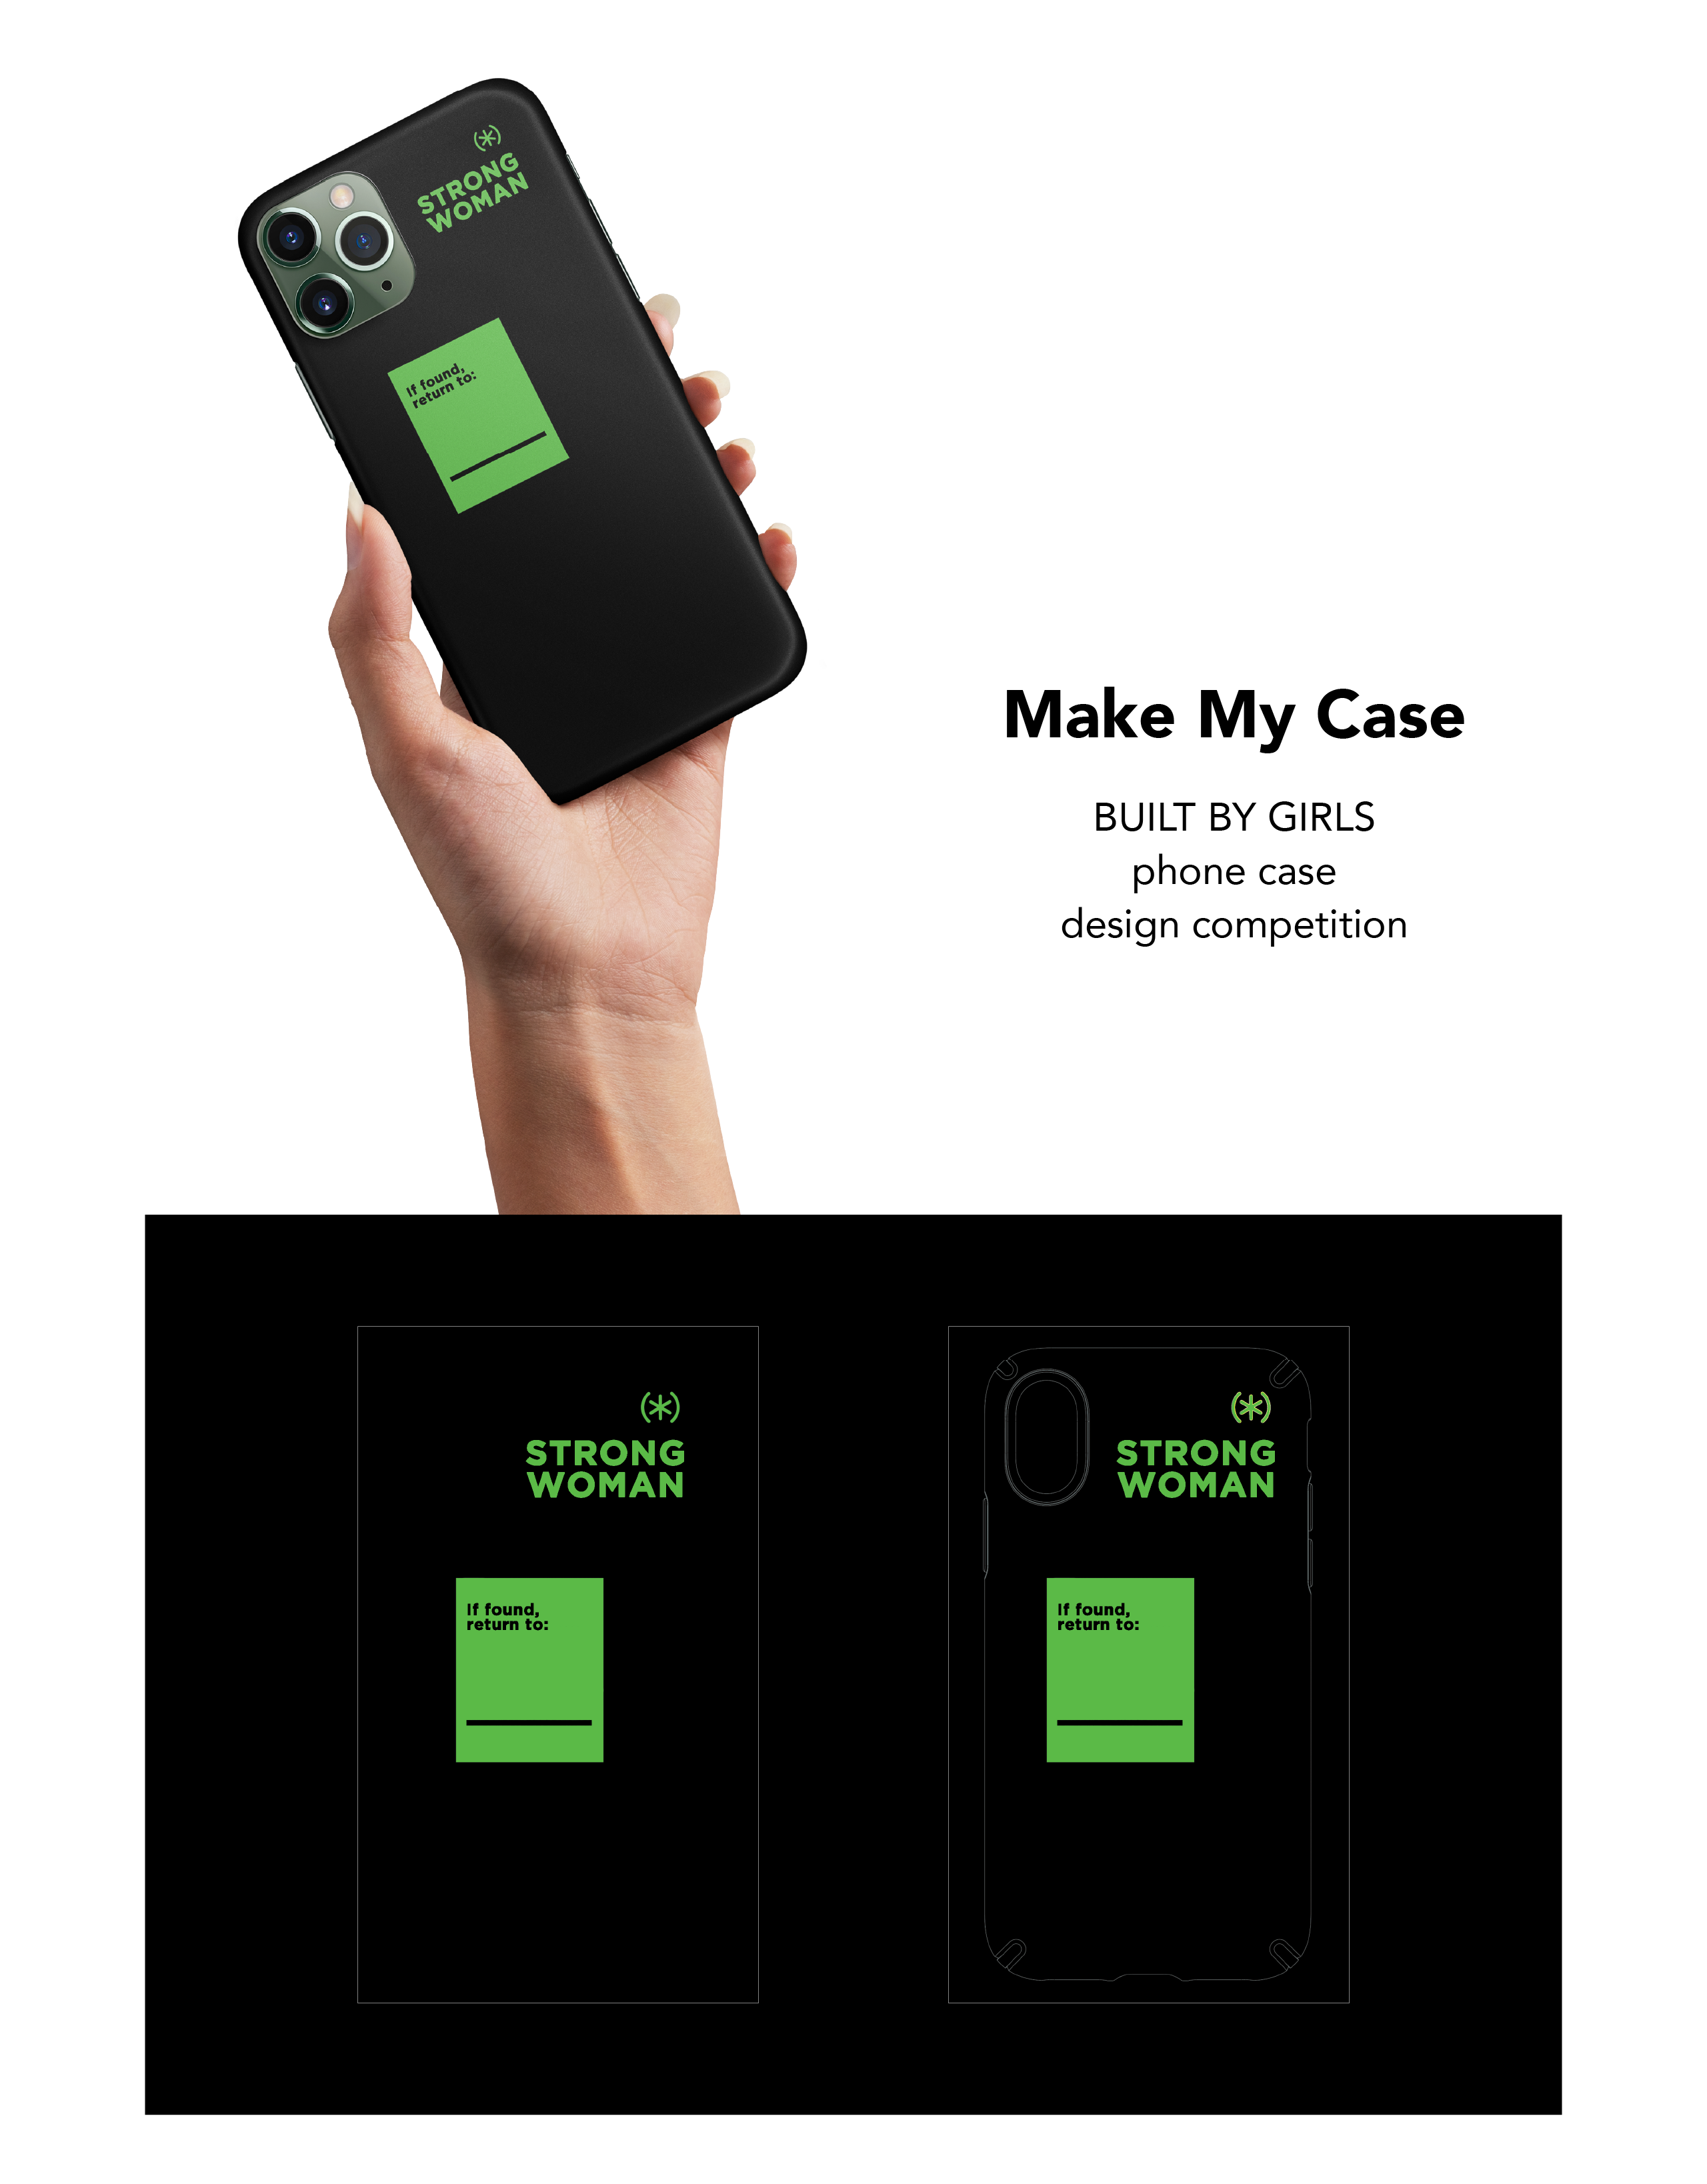 (*)
STRONG
WOMAN
If found,
return to:
Make My Case
BUILT BY GIRLS
phone case
design competition
(*)
STRONG
WOMAN
If found,
return to:
(*)
STRONG
WOMAN
If found,
return to: